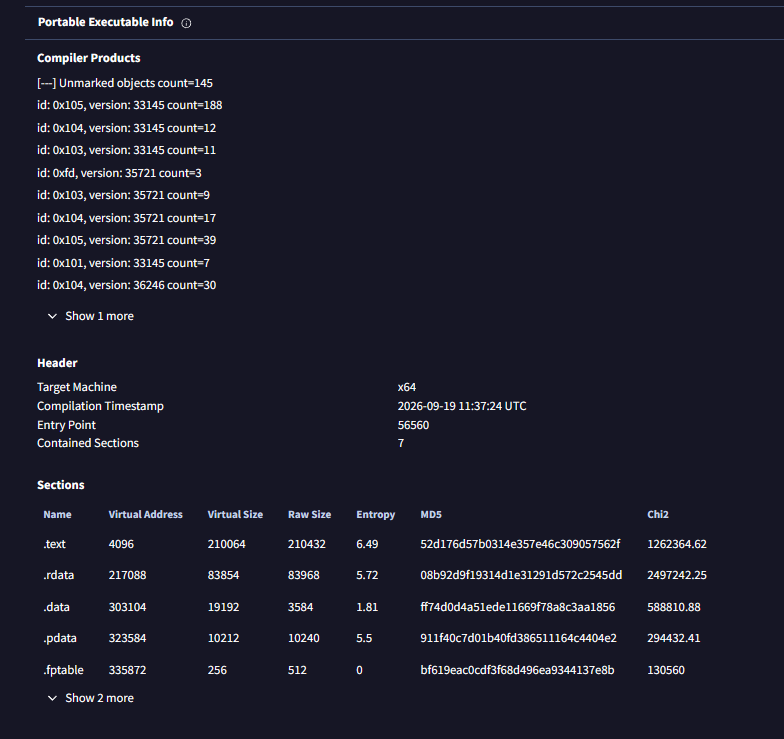 Portable Executable Info
Compiler Products
[---] Unmarked objects count=145
id: 0x105, version: 33145 count=188
id: 0x104, version: 33145 count=12
id: 0x103, version: 33145 count=11
id: 0xfd, version: 35721 count=3
id: 0x103, version: 35721 count=9
id: 0x104, version: 35721 count=17
id: 0x105, version: 35721 count=39
id: 0x101, version: 33145 count=7
id: 0x104, version: 36246 count=30
Show 1 more
Header
Target Machine x64
Compilation Timestamp 2026-09-19 11:37:24 UTC
Entry Point 56560
Contained Sections 7
Sections
Name Virtual Address Virtual Size Raw Size Entropy MD5 Chi2
.text 4096 210064 210432 6.49 52d176d57b0314e357e46c309057562f 1262364.62
.rdata 217088 83854 83968 5.72 08b92d9f19314d1e31291d572c2545dd 2497242.25
.data 303104 19192 3584 1.81 ff74d0d4a51ede11669f78a8c3aa1856 588810.88
.pdata 323584 10212 10240 5.5 911f40c7d01b40fd386511164c4404e2 294432.41
.fptable 335872 256 512 0 bf619eac0cdf3f68d496ea9344137e8b 130560
Show 2 more